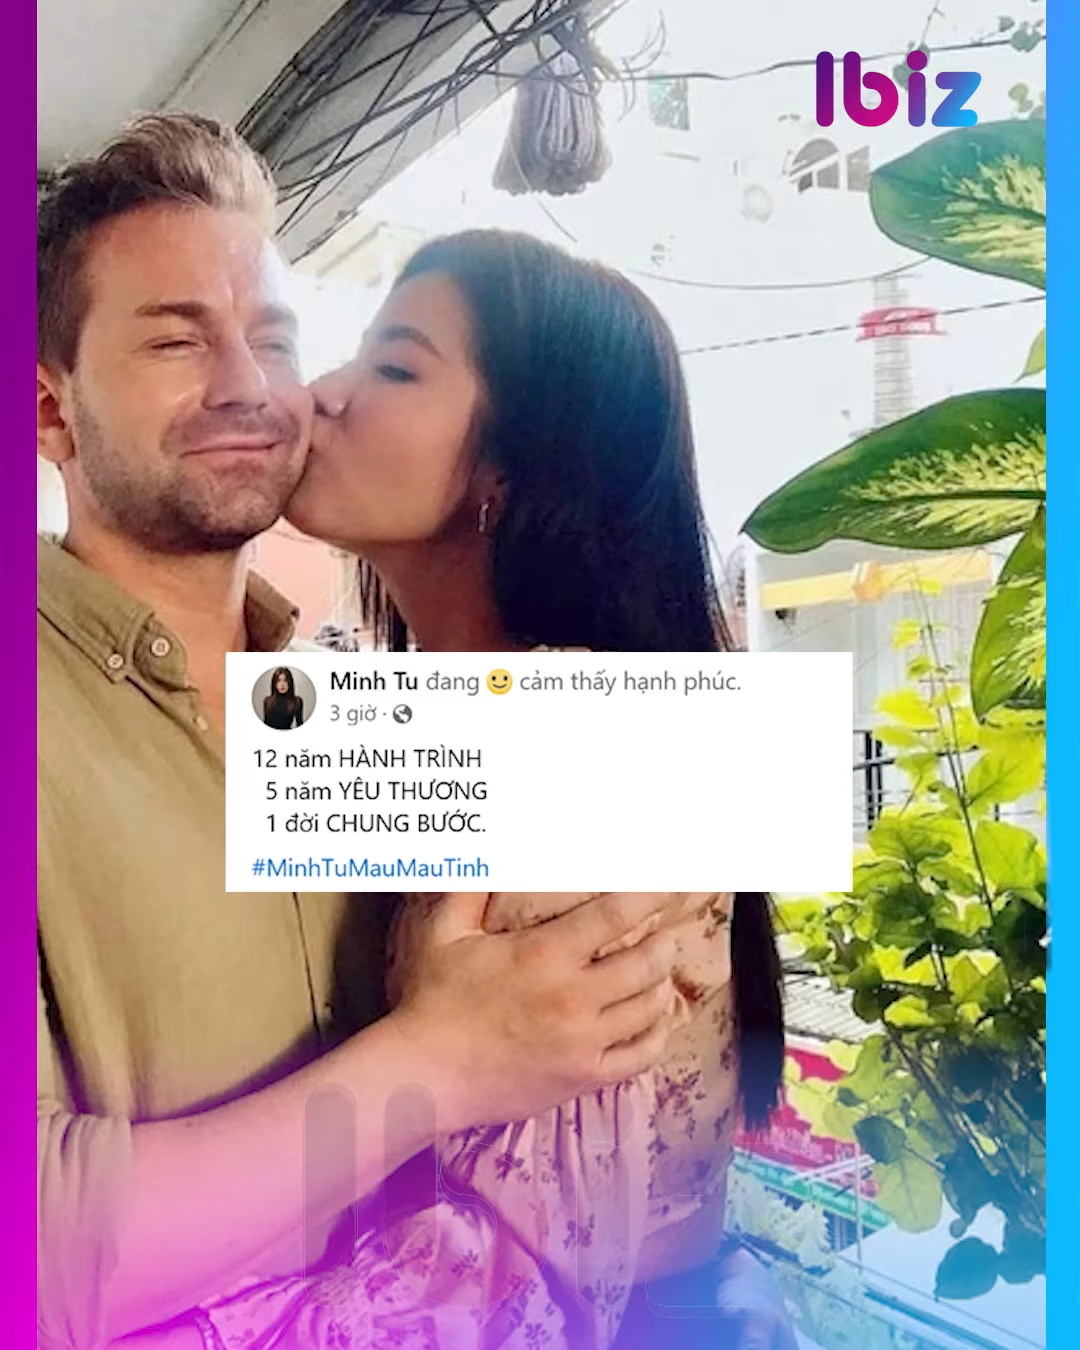 Ibiz
Minh Tu đang 🙂 cảm thấy hạnh phúc.
3 giờ ·
12 năm HÀNH TRÌNH
5 năm YÊU THƯƠNG
1 đời CHUNG BƯỚC.
#MinhTuMauMauTinh